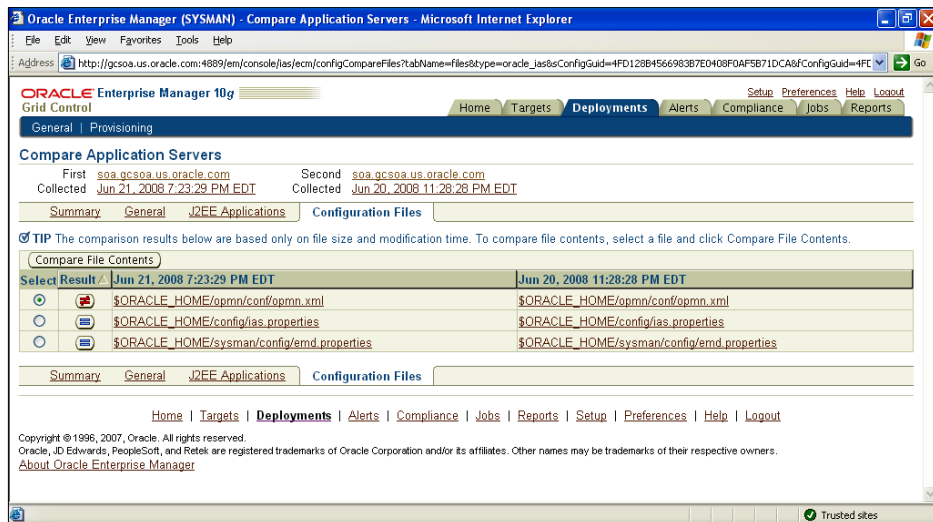 Oracle Enterprise Manager (SYSMAN) - Compare Application Servers - Microsoft Internet Explorer
File Edit View Favorites Tools Help
Address http://gcsoa.us.oracle.com:4889/em/console/ias/ecm/configCompareFiles?tabName=files&type=oracle_ias&sConfigGuid=4FD128B4566983B7E0408F0AF5B71DCA&fConfigGuid=4FE Go
ORACLE Enterprise Manager 10g
Grid Control
Setup Preferences Help Logout
Home Targets Deployments Alerts Compliance Jobs Reports
General | Provisioning
Compare Application Servers
First soa.gcsoa.us.oracle.com Second soa.gcsoa.us.oracle.com
Collected Jun 21, 2008 7:23:29 PM EDT Collected Jun 20, 2008 11:28:28 PM EDT
Summary General J2EE Applications Configuration Files
TIP The comparison results below are based only on file size and modification time. To compare file contents, select a file and click Compare File Contents.
Compare File Contents
Select Result Jun 21, 2008 7:23:29 PM EDT Jun 20, 2008 11:28:28 PM EDT
$ORACLE_HOME/opmn/conf/opmn.xml $ORACLE_HOME/opmn/conf/opmn.xml
$ORACLE_HOME/config/ias.properties $ORACLE_HOME/config/ias.properties
$ORACLE_HOME/sysman/config/emd.properties $ORACLE_HOME/sysman/config/emd.properties
Summary General J2EE Applications Configuration Files
Home | Targets | Deployments | Alerts | Compliance | Jobs | Reports | Setup | Preferences | Help | Logout
Copyright © 1996, 2007, Oracle. All rights reserved.
Oracle, JD Edwards, PeopleSoft, and Retek are registered trademarks of Oracle Corporation and/or its affiliates. Other names may be trademarks of their respective owners.
About Oracle Enterprise Manager
Trusted sites